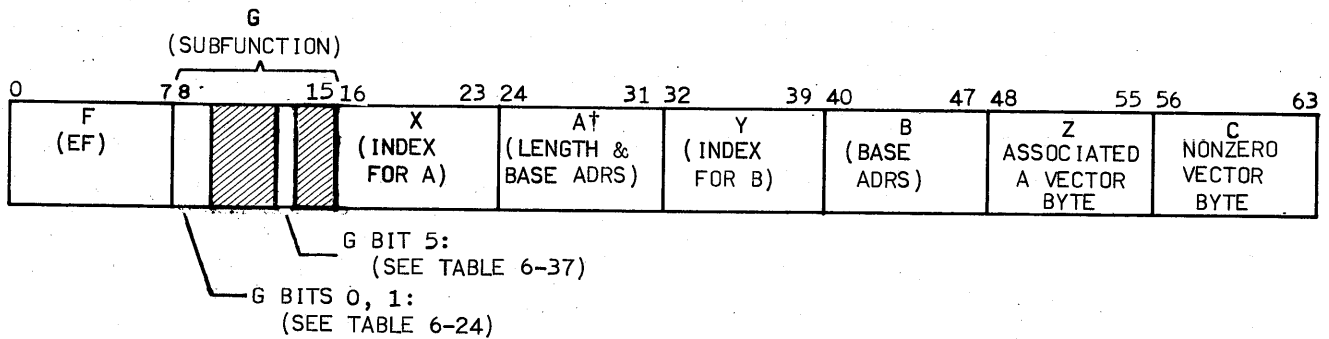 G
(SUBFUNCTION)
0 7 8 15 16 23 24 31 32 39 40 47 48 55 56 63
F
(EF)
X
(INDEX
FOR A)
A†
(LENGTH &
BASE ADRS)
Y
(INDEX
FOR B)
B
(BASE
ADRS)
Z
ASSOCIATED
A VECTOR
BYTE
C
NONZERO
VECTOR
BYTE
G BIT 5:
(SEE TABLE 6-37)
G BITS 0, 1:
(SEE TABLE 6-24)